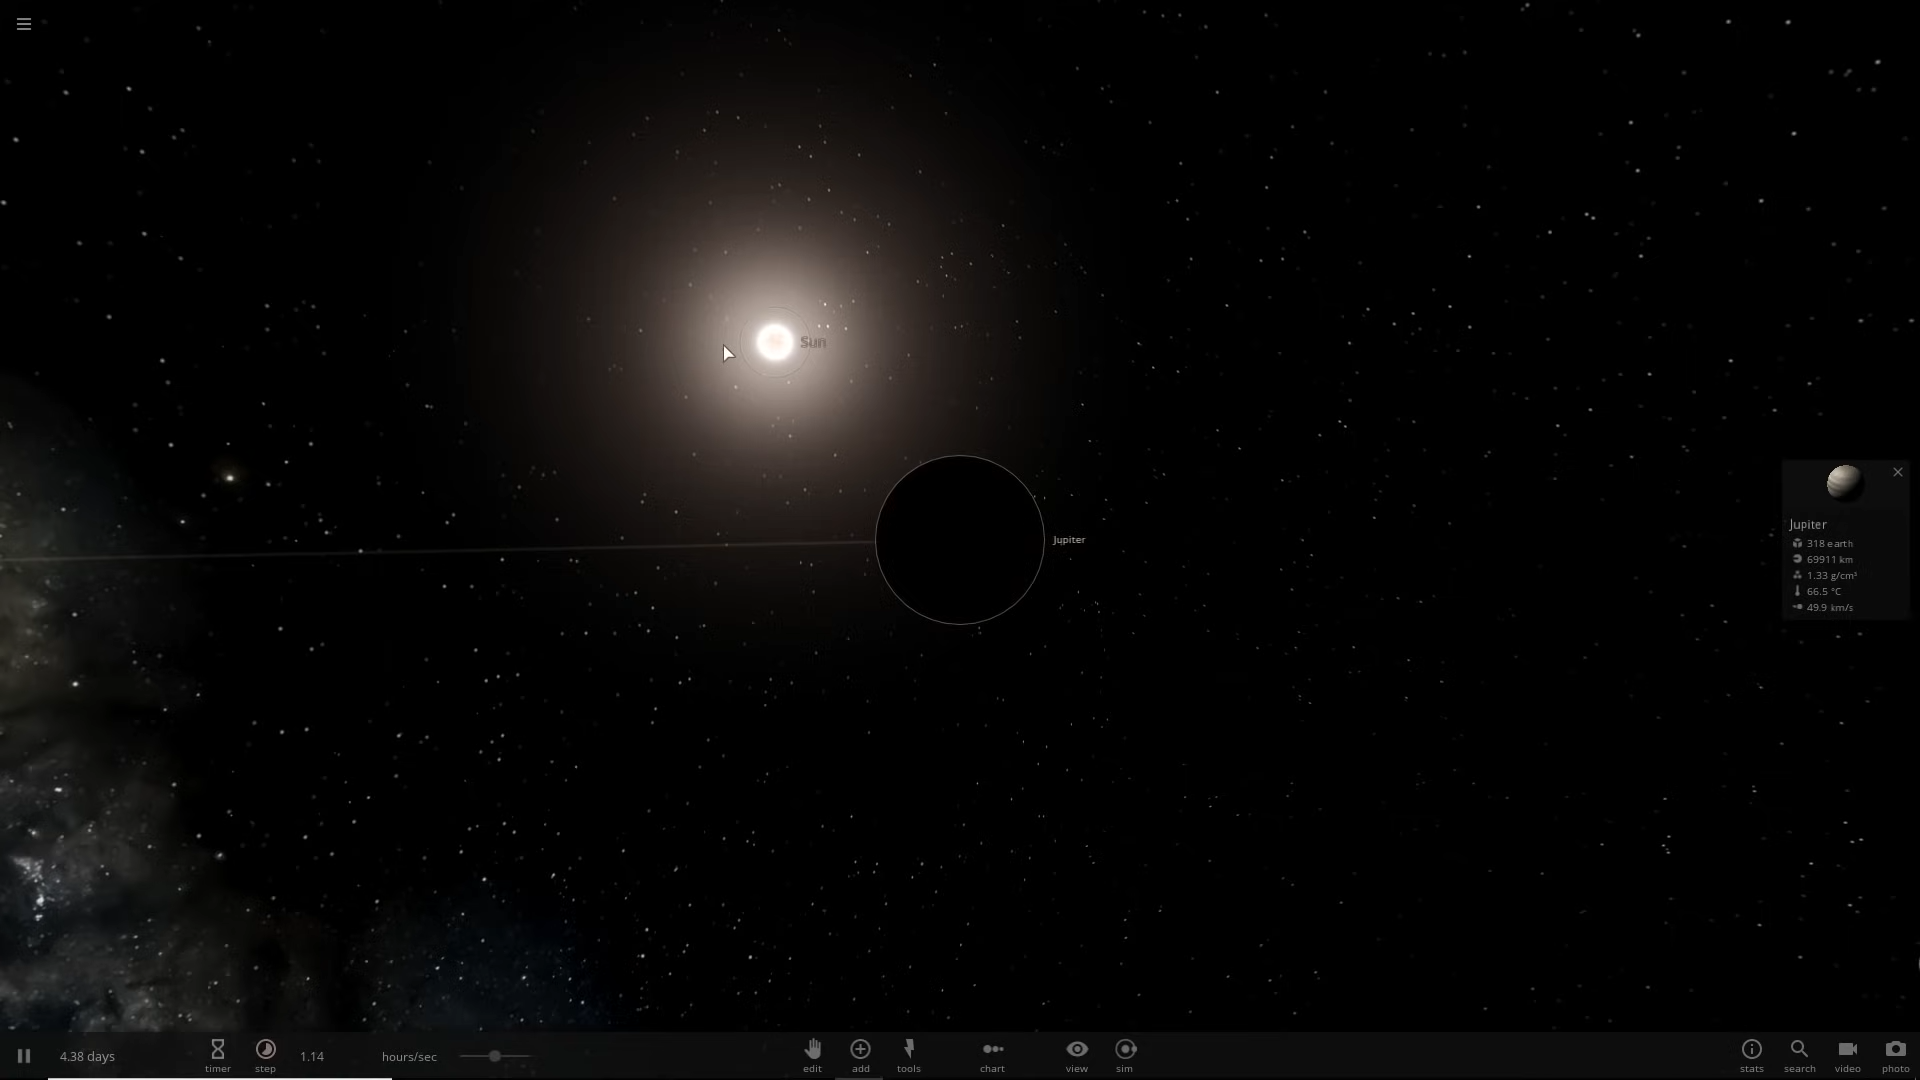 Sun
Jupiter
Jupiter
318 earth
69911 km
1.33 g/cm³
66.5 °C
49.9 km/s
4.38 days
timer
step
1.14
hours/sec
edit
add
tools
chart
view
sim
stats
search
video
photo